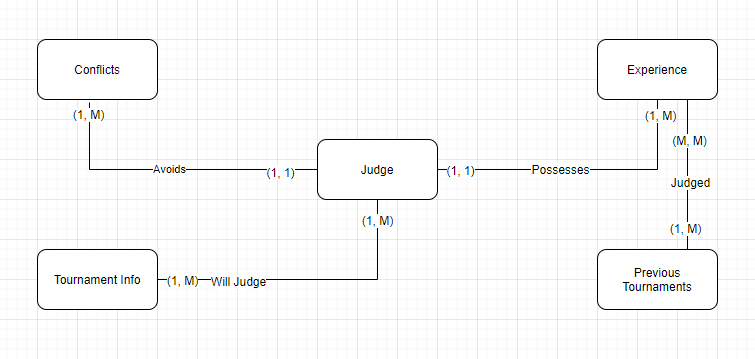 Conflicts
Experience
(1, M)
(1, M)
(M, M)
Avoids
(1, 1)
Judge
(1, 1)
Possesses
Judged
(1, M)
(1, M)
Tournament Info
(1, M)
Will Judge
Previous
Tournaments